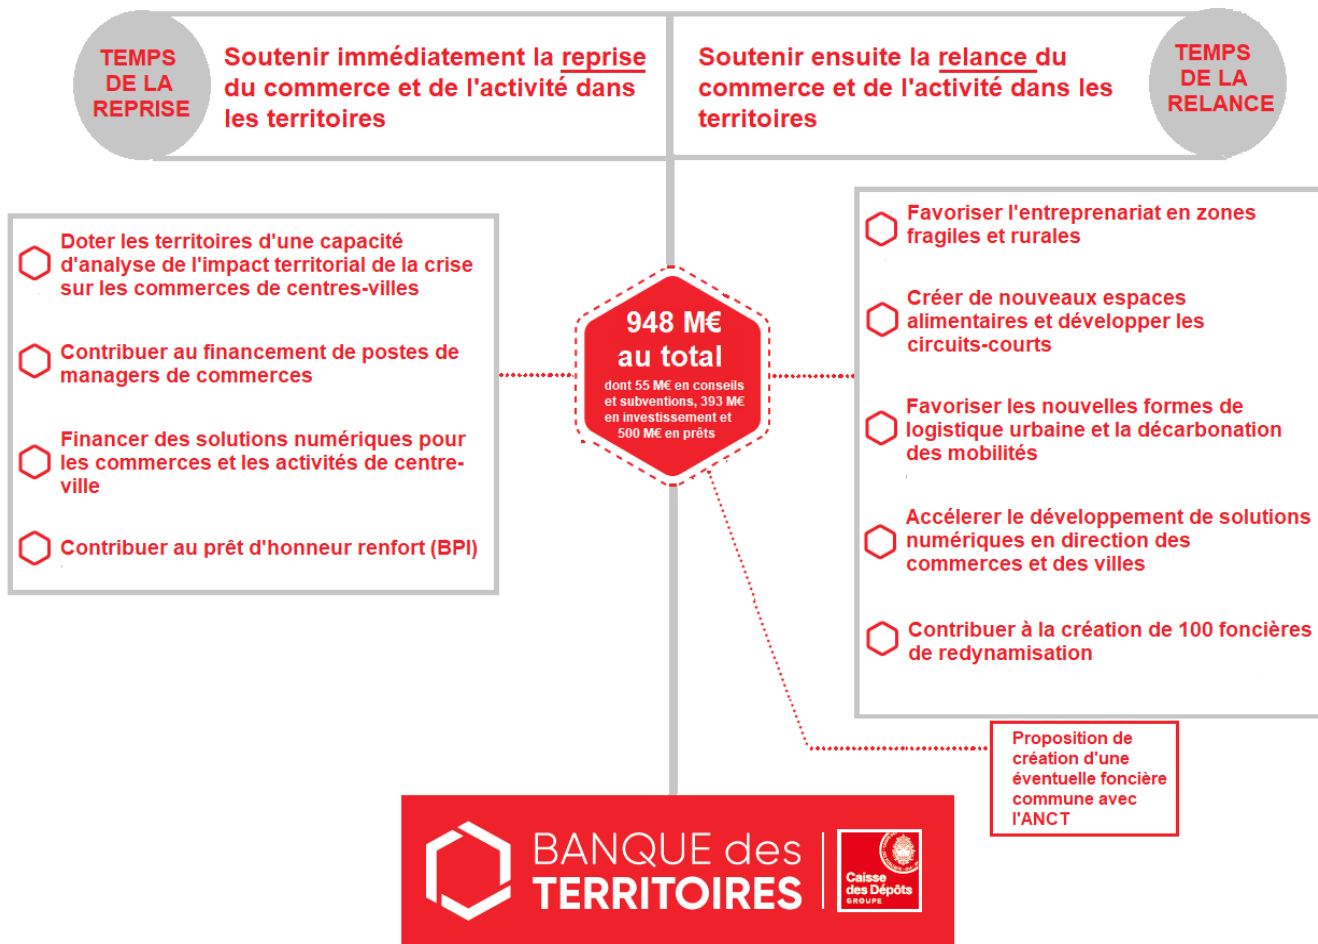 TEMPS
DE LA
REPRISE
Soutenir immédiatement la reprise
du commerce et de l'activité dans
les territoires
Soutenir ensuite la relance du
commerce et de l'activité dans les
territoires
TEMPS
DE LA
RELANCE
Doter les territoires d'une capacité
d'analyse de l'impact territorial de la crise
sur les commerces de centres-villes
Contribuer au financement de postes de
managers de commerces
Financer des solutions numériques pour
les commerces et les activités de centre-
ville
Contribuer au prêt d'honneur renfort (BPI)
948 M€
au total
dont 55 M€ en conseils
et subventions, 393 M€
en investissement et
500 M€ en prêts
Favoriser l'entreprenariat en zones
fragiles et rurales
Créer de nouveaux espaces
alimentaires et développer les
circuits-courts
Favoriser les nouvelles formes de
logistique urbaine et la décarbonation
des mobilités
Accélerer le développement de solutions
numériques en direction des
commerces et des villes
Contribuer à la création de 100 foncières
de redynamisation
Proposition de
création d'une
éventuelle foncière
commune avec
l'ANCT
BANQUE des
TERRITOIRES
Caisse
des Dépôts
GROUPE